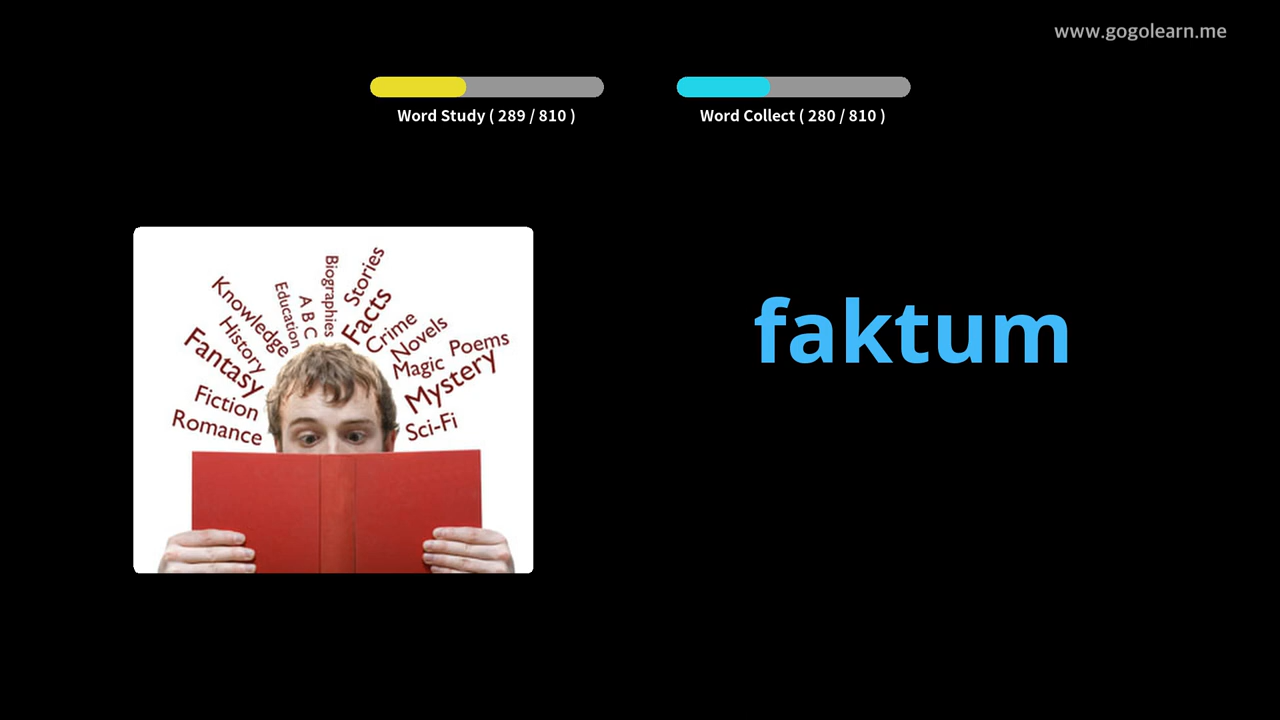 www.gogolearn.me
Word Study ( 289 / 810 )
Word Collect ( 280 / 810 )
faktum
Romance
Fiction
Fantasy
History
Knowledge
Education
A B C
Biographies
Stories
Facts
Crime
Novels
Magic
Poems
Mystery
Sci-Fi